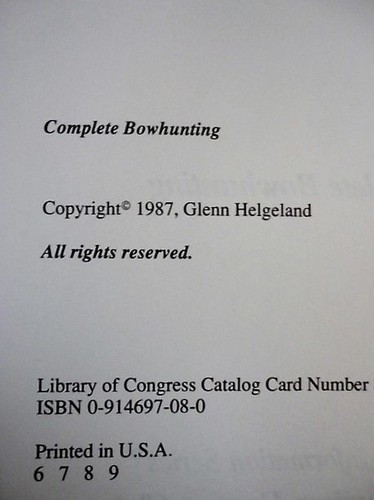 Complete Bowhunting
Copyright© 1987, Glenn Helgeland
All rights reserved.
Library of Congress Catalog Card Number
ISBN 0-914697-08-0
Printed in U.S.A.
6 7 8 9